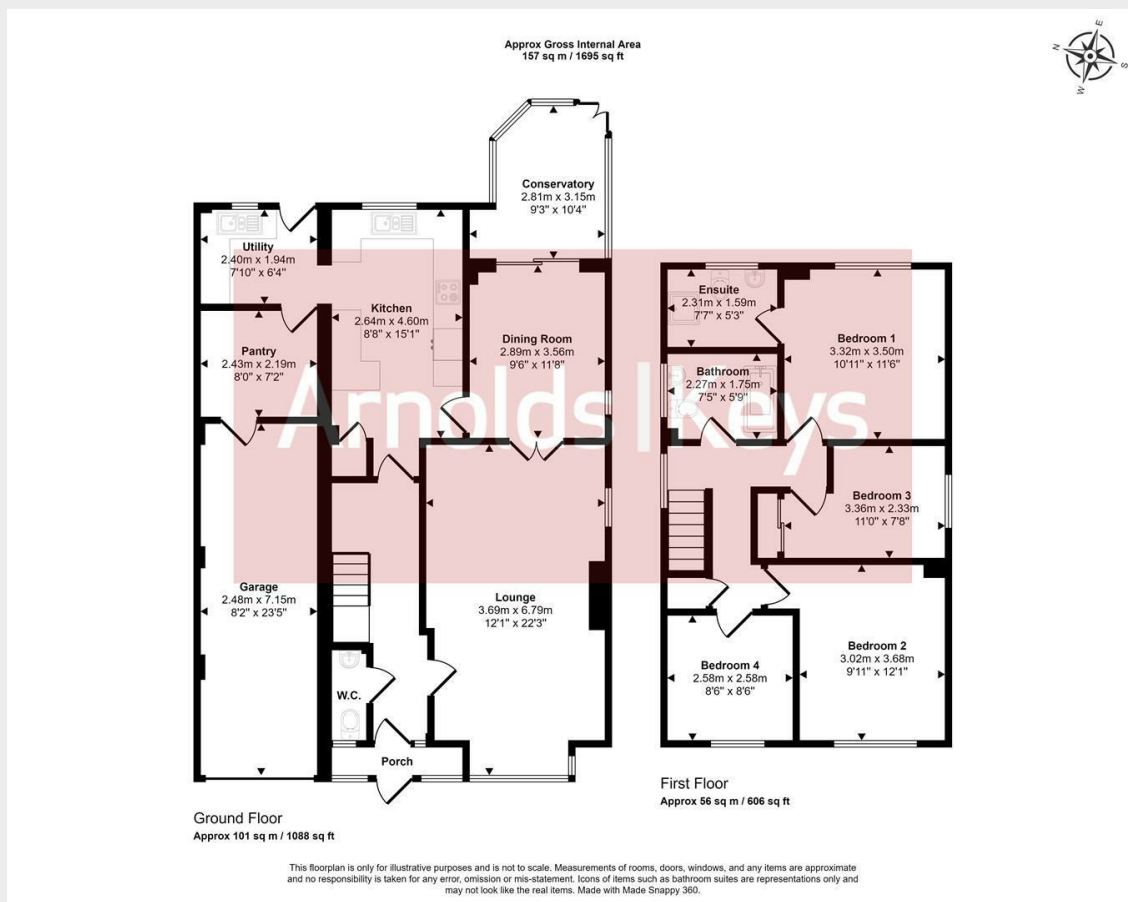 Approx Gross Internal Area
157 sq m / 1695 sq ft
N
E
S
W
Conservatory
2.81m x 3.15m
9'3" x 10'4"
Utility
2.40m x 1.94m
7'10" x 6'4"
Kitchen
2.64m x 4.60m
8'8" x 15'1"
Dining Room
2.89m x 3.56m
9'6" x 11'8"
Pantry
2.43m x 2.19m
8'0" x 7'2"
Garage
2.48m x 7.15m
8'2" x 23'5"
Lounge
3.69m x 6.79m
12'1" x 22'3"
W.C.
Porch
Ground Floor
Approx 101 sq m / 1088 sq ft
Ensuite
2.31m x 1.59m
7'7" x 5'3"
Bedroom 1
3.32m x 3.50m
10'11" x 11'6"
Bathroom
2.27m x 1.75m
7'5" x 5'9"
Bedroom 3
3.36m x 2.33m
11'0" x 7'8"
Bedroom 2
3.02m x 3.68m
9'11" x 12'1"
Bedroom 4
2.58m x 2.58m
8'6" x 8'6"
First Floor
Approx 56 sq m / 606 sq ft
Arnolds|Keys
This floorplan is only for illustrative purposes and is not to scale. Measurements of rooms, doors, windows, and any items are approximate
and no responsibility is taken for any error, omission or mis-statement. Icons of items such as bathroom suites are representations only and
may not look like the real items. Made with Made Snappy 360.